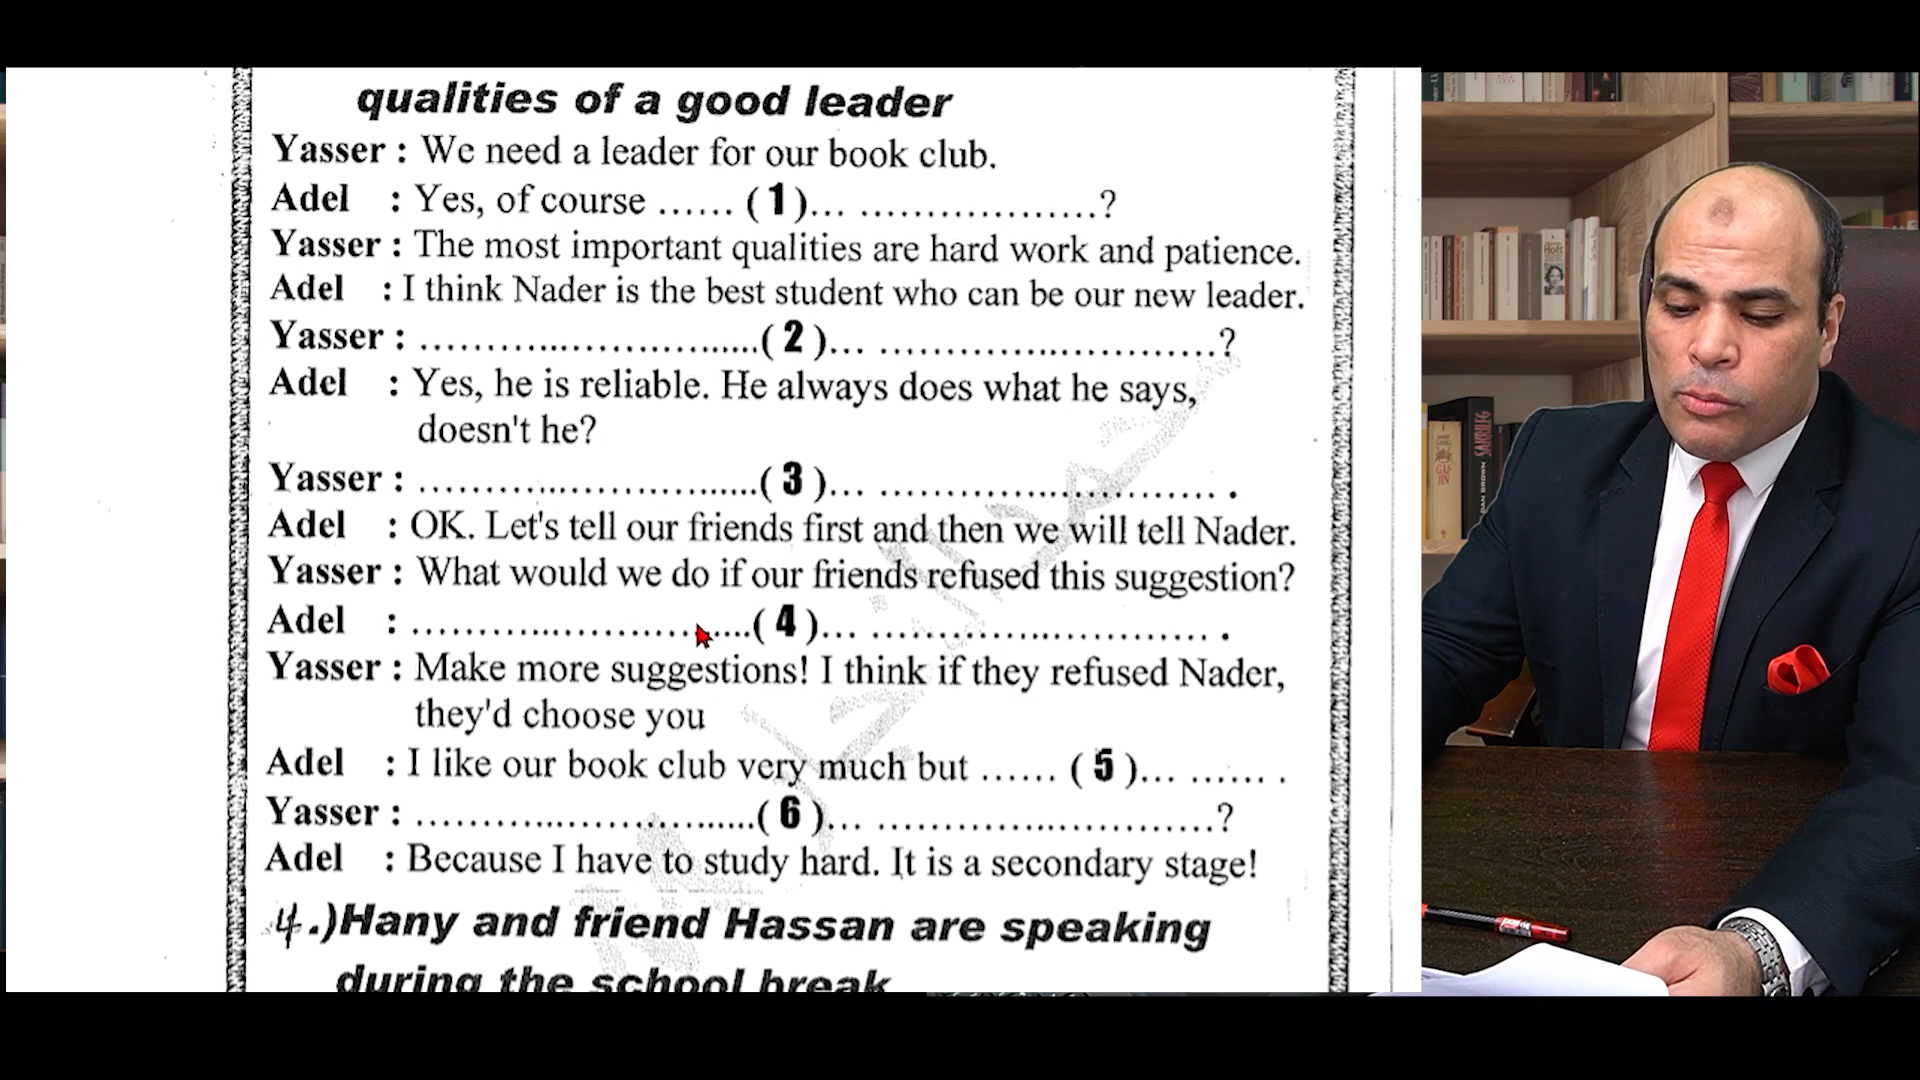 qualities of a good leader
Yasser : We need a leader for our book club.
Adel : Yes, of course ...... (1)... ..................?
Yasser : The most important qualities are hard work and patience.
Adel : I think Nader is the best student who can be our new leader.
Yasser : ..............................(2)... ..............................?
Adel : Yes, he is reliable. He always does what he says,
doesn't he?
Yasser : ..............................(3)... .............................. .
Adel : OK. Let's tell our friends first and then we will tell Nader.
Yasser : What would we do if our friends refused this suggestion?
Adel : ..............................(4)... .............................. .
Yasser : Make more suggestions! I think if they refused Nader,
they'd choose you
Adel : I like our book club very much but ...... (5)... ...... .
Yasser : ..............................(6)... ..............................?
Adel : Because I have to study hard. It is a secondary stage!
4.)Hany and friend Hassan are speaking
during the school break
Holt
SAKRILEG
DAN BROWN